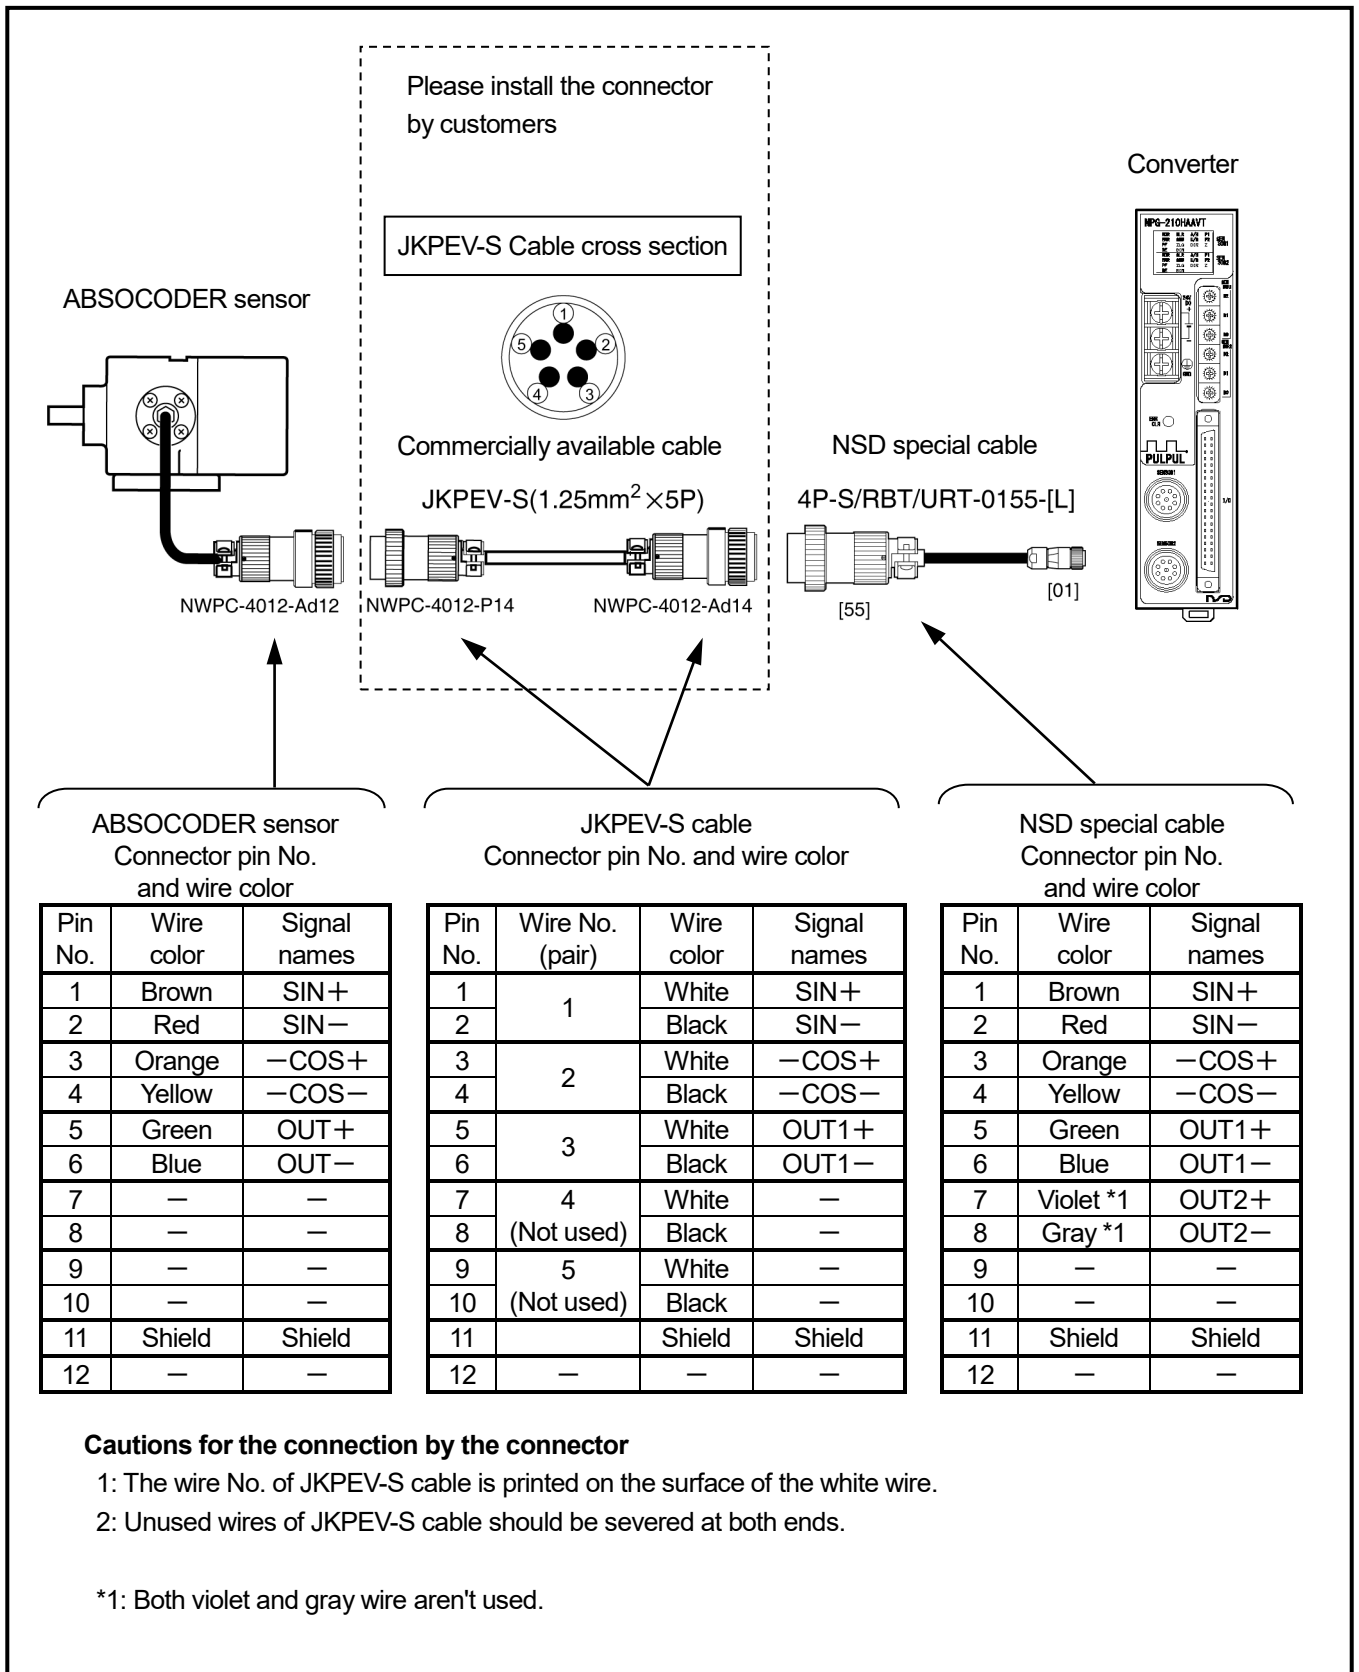 Please install the connector
by customers
Converter
JKPEV-S Cable cross section
ABSOCODER sensor
1
2
3
4
5
Commercially available cable
JKPEV-S(1.25mm²×5P)
NSD special cable
4P-S/RBT/URT-0155-[L]
NPG-210HAAVT
PULPUL
SENSOR1
SENSOR2
I/O
NWPC-4012-Ad12
NWPC-4012-P14
NWPC-4012-Ad14
[55]
[01]
ABSOCODER sensor
Connector pin No.
and wire color
Pin No. Wire color Signal names
1 Brown SIN+
2 Red SIN−
3 Orange −COS+
4 Yellow −COS−
5 Green OUT+
6 Blue OUT−
7 − −
8 − −
9 − −
10 − −
11 Shield Shield
12 − −
JKPEV-S cable
Connector pin No. and wire color
Pin No. Wire No. (pair) Wire color Signal names
1 1 White SIN+
2 Black SIN−
3 2 White −COS+
4 Black −COS−
5 3 White OUT1+
6 Black OUT1−
7 4 (Not used) White −
8 Black −
9 5 (Not used) White −
10 Black −
11 Shield Shield
12 − − −
NSD special cable
Connector pin No.
and wire color
Pin No. Wire color Signal names
1 Brown SIN+
2 Red SIN−
3 Orange −COS+
4 Yellow −COS−
5 Green OUT1+
6 Blue OUT1−
7 Violet *1 OUT2+
8 Gray *1 OUT2−
9 − −
10 − −
11 Shield Shield
12 − −
Cautions for the connection by the connector
1: The wire No. of JKPEV-S cable is printed on the surface of the white wire.
2: Unused wires of JKPEV-S cable should be severed at both ends.
*1: Both violet and gray wire aren't used.